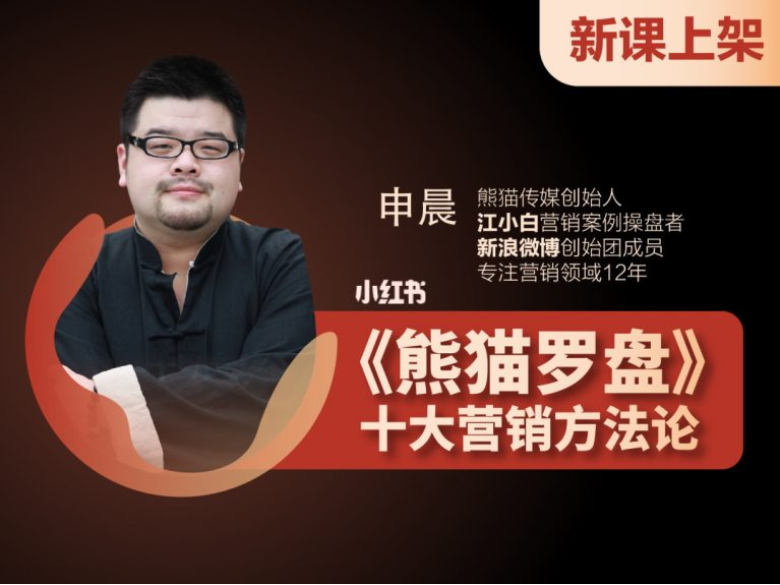 新课上架
申晨
熊猫传媒创始人
江小白营销案例操盘者
新浪微博创始团成员
专注营销领域12年
小红书
《熊猫罗盘》
十大营销方法论